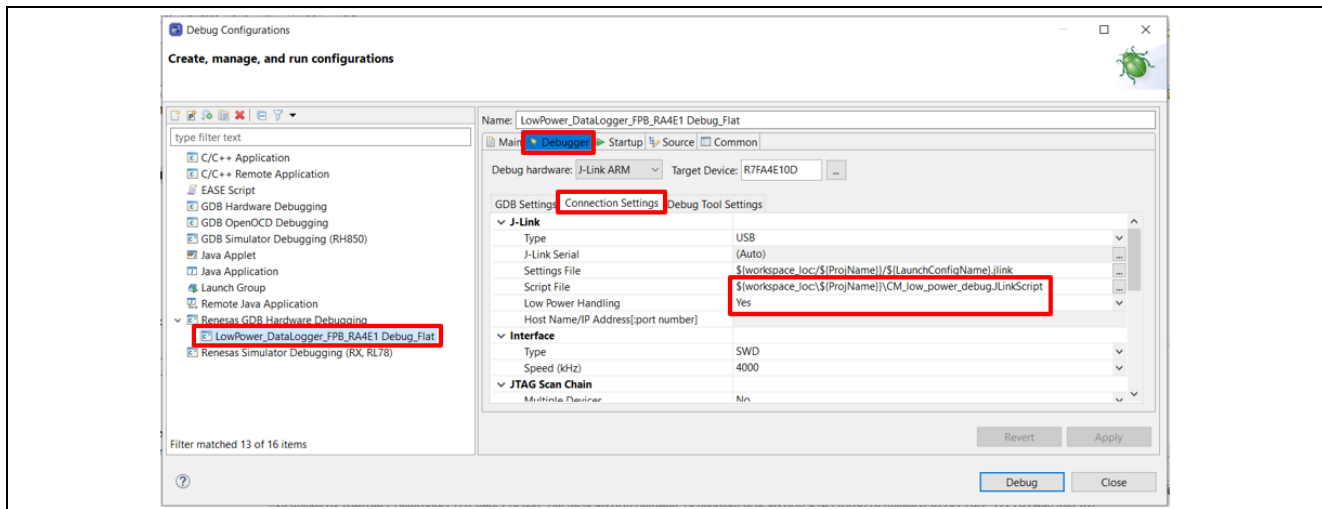 Debug Configurations
Create, manage, and run configurations
type filter text
C/C++ Application
C/C++ Remote Application
EASE Script
GDB Hardware Debugging
GDB OpenOCD Debugging
GDB Simulator Debugging (RH850)
Java Applet
Java Application
Launch Group
Remote Java Application
Renesas GDB Hardware Debugging
LowPower_DataLogger_FPB_RA4E1 Debug_Flat
Renesas Simulator Debugging (RX, RL78)
Filter matched 13 of 16 items
Name: LowPower_DataLogger_FPB_RA4E1 Debug_Flat
Main Debugger Startup Source Common
Debug hardware: J-Link ARM Target Device: R7FA4E10D ...
GDB Settings Connection Settings Debug Tool Settings
J-Link
Type USB
J-Link Serial (Auto) ...
Settings File ${workspace_loc:/${ProjName}}/${LaunchConfigName}.jlink ...
Script File ${workspace_loc:\${ProjName}}\CM_low_power_debug.JLinkScript ...
Low Power Handling Yes
Host Name/IP Address[:port number]
Interface
Type SWD
Speed (kHz) 4000
JTAG Scan Chain
Multiple Devices No
Revert Apply
? Debug Close